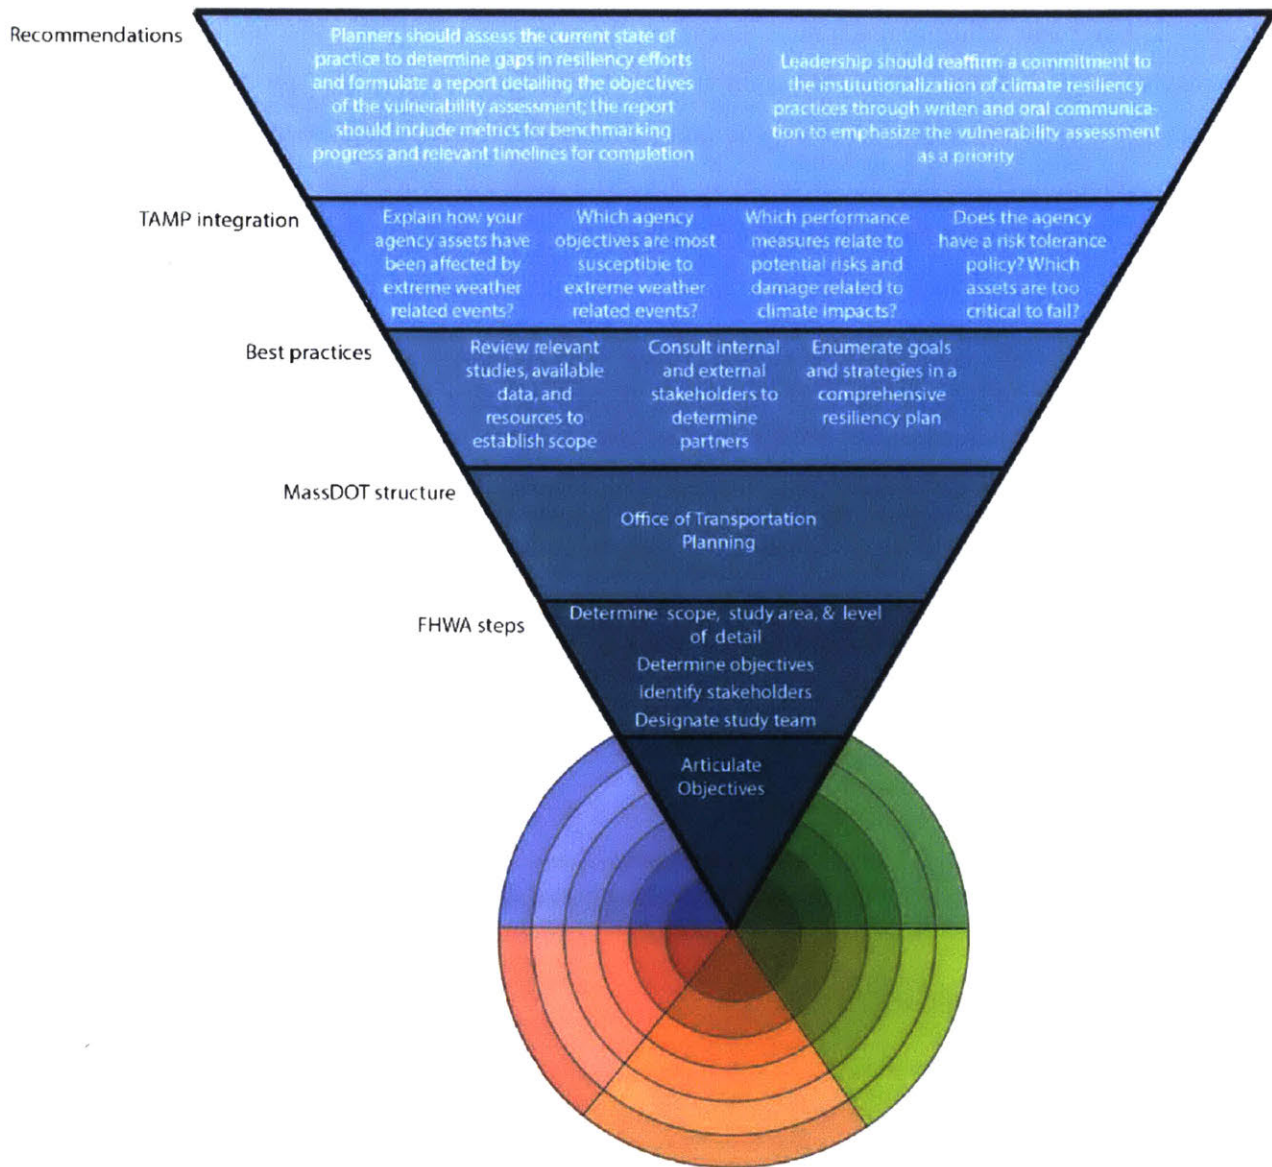 Recommendations
Planners should assess the current state of
practice to determine gaps in resiliency efforts
and formulate a report detailing the objectives
of the vulnerability assessment; the report
should include metrics for benchmarking
progress and relevant timelines for completion
Leadership should reaffirm a commitment to
the institutionalization of climate resiliency
practices through writen and oral communica-
tion to emphasize the vulnerability assessment
as a priority
TAMP integration
Explain how your
agency assets have
been affected by
extreme weather
related events?
Which agency
objectives are most
susceptible to
extreme weather
related events?
Which performance
measures relate to
potential risks and
damage related to
climate impacts?
Does the agency
have a risk tolerance
policy? Which
assets are too
critical to fail?
Best practices
Review relevant
studies, available
data, and
resources to
establish scope
Consult internal
and external
stakeholders to
determine
partners
Enumerate goals
and strategies in a
comprehensive
resiliency plan
MassDOT structure
Office of Transportation
Planning
FHWA steps
Determine scope, study area, & level
of detail
Determine objectives
Identify stakeholders
Designate study team
Articulate
Objectives